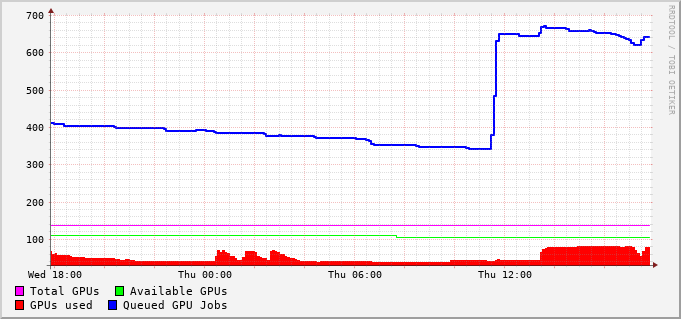 700
600
500
400
300
200
100
Wed 18:00 Thu 00:00 Thu 06:00 Thu 12:00
Total GPUs Available GPUs
GPUs used Queued GPU Jobs
RRDTOOL / TOBI OETIKER